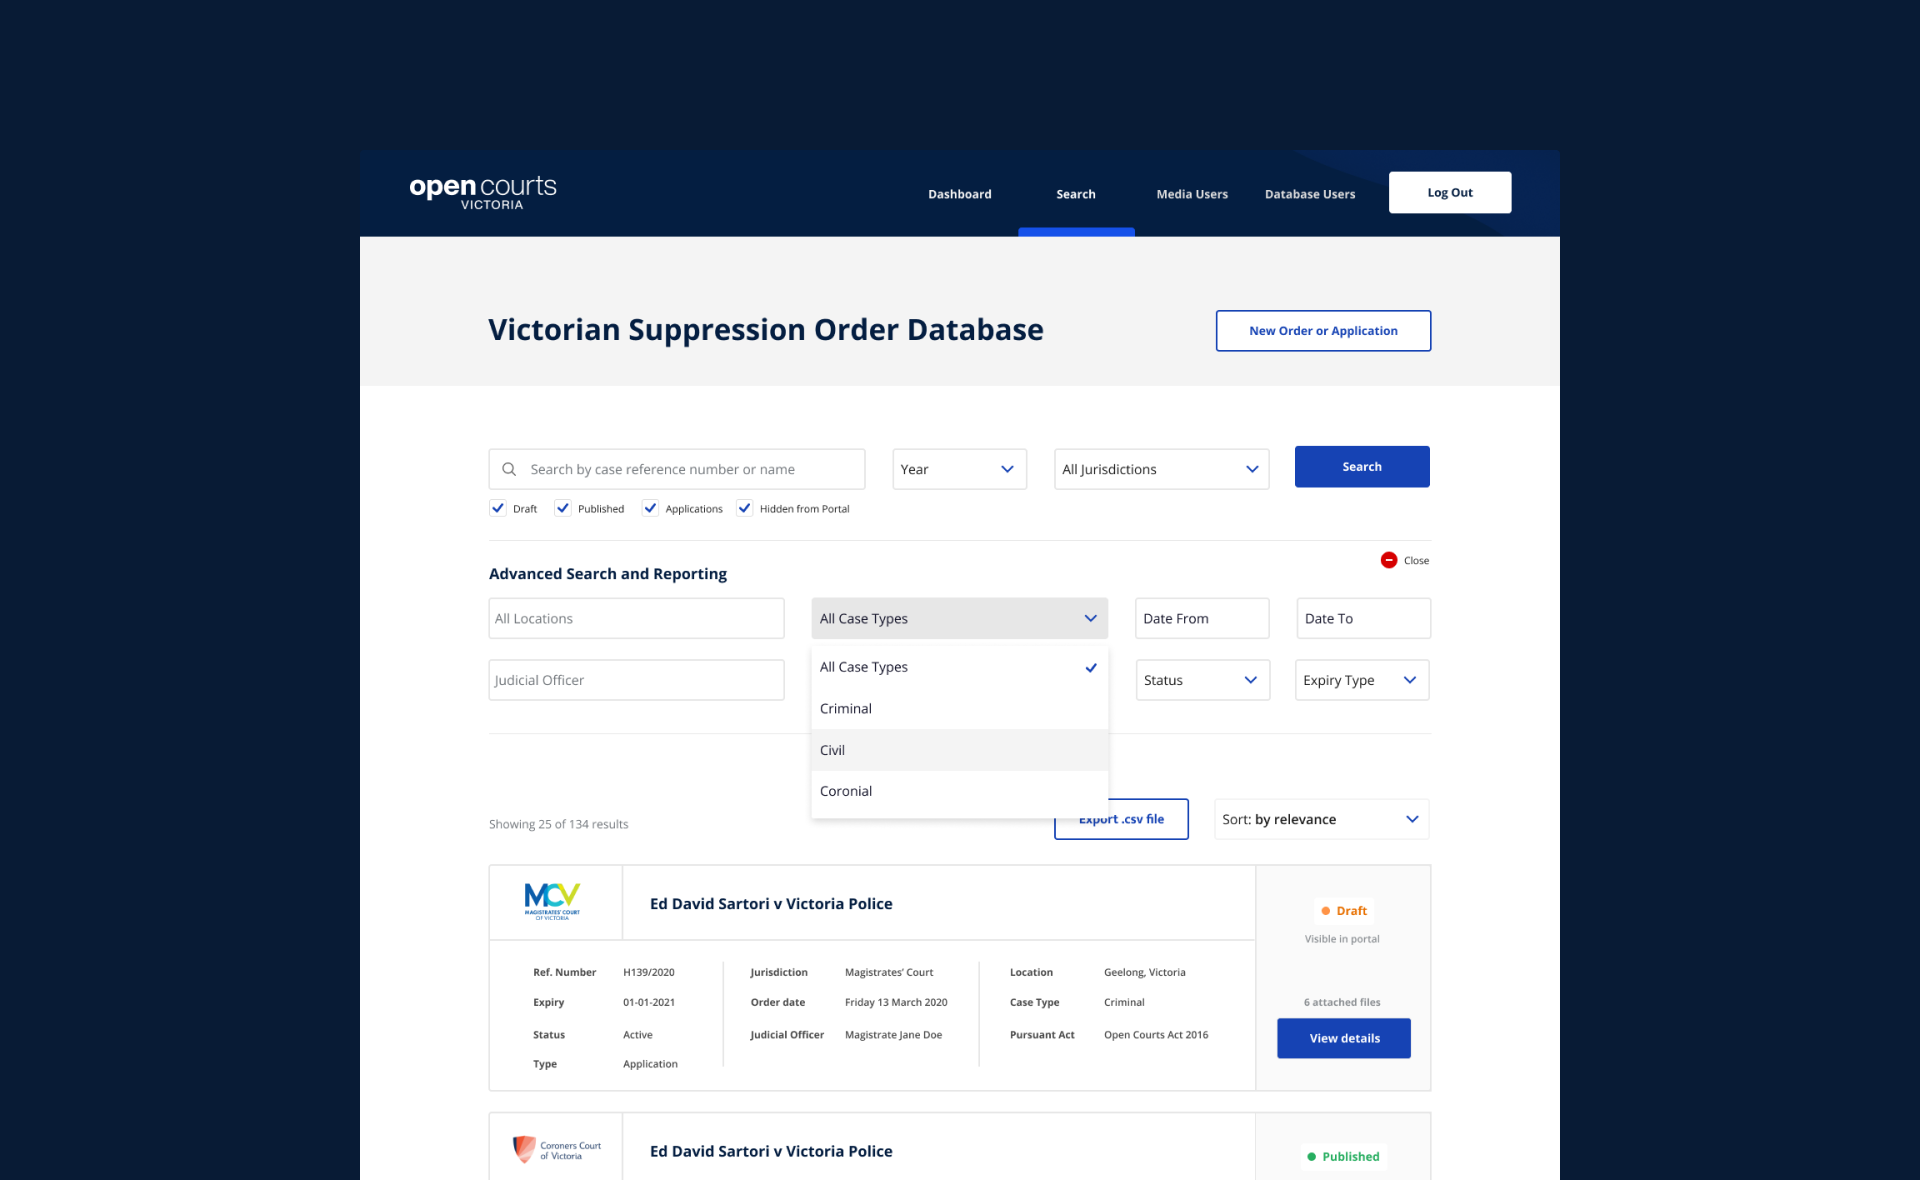 open courts
VICTORIA
Dashboard
Search
Media Users
Database Users
Log Out
Victorian Suppression Order Database
New Order or Application
Search by case reference number or name
Year
All Jurisdictions
Search
Draft
Published
Applications
Hidden from Portal
Close
Advanced Search and Reporting
All Locations
All Case Types
Date From
Date To
Judicial Officer
Status
Expiry Type
All Case Types
Criminal
Civil
Coronial
Showing 25 of 134 results
Export .csv file
Sort: by relevance
MCV
MAGISTRATES' COURT
OF VICTORIA
Ed David Sartori v Victoria Police
Draft
Visible in portal
Ref. Number H139/2020
Expiry 01-01-2021
Status Active
Type Application
Jurisdiction Magistrates' Court
Order date Friday 13 March 2020
Judicial Officer Magistrate Jane Doe
Location Geelong, Victoria
Case Type Criminal
Pursuant Act Open Courts Act 2016
6 attached files
View details
Coroners Court
of Victoria
Ed David Sartori v Victoria Police
Published